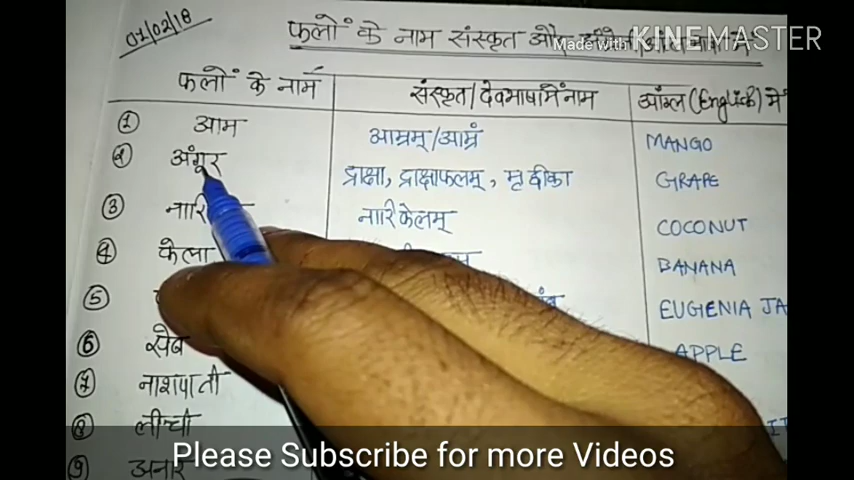 01/02/18
फलों के नाम संस्कृत और
Made with KINEMASTER
फलों के नाम संस्कृत/देवभाषा में नाम आंग्ल (English) में
① आम आम्रम्/आम्रं MANGO
② अंगूर द्राक्षा, द्राक्षाफलम्, मृद्वीका GRAPE
③ नारि नारिकेलम् COCONUT
④ केला BANANA
⑤ EUGENIA JA
⑥ सेब APPLE
⑦ नाशपाती
⑧ लीच्ची
⑨ अनार
Please Subscribe for more Videos